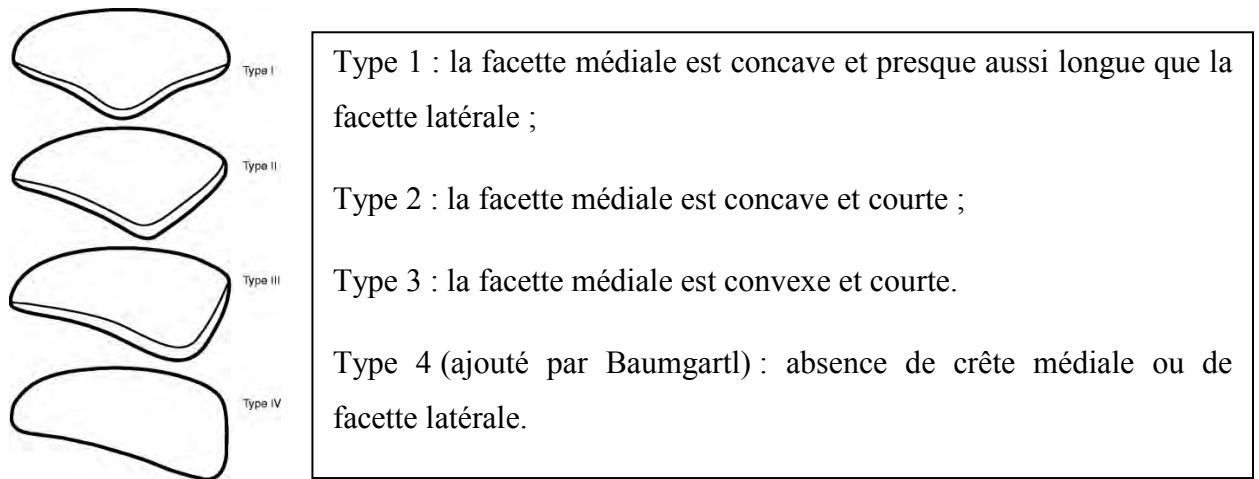 Type I
Type II
Type III
Type IV
Type 1 : la facette médiale est concave et presque aussi longue que la
facette latérale ;
Type 2 : la facette médiale est concave et courte ;
Type 3 : la facette médiale est convexe et courte.
Type 4 (ajouté par Baumgartl) : absence de crête médiale ou de
facette latérale.